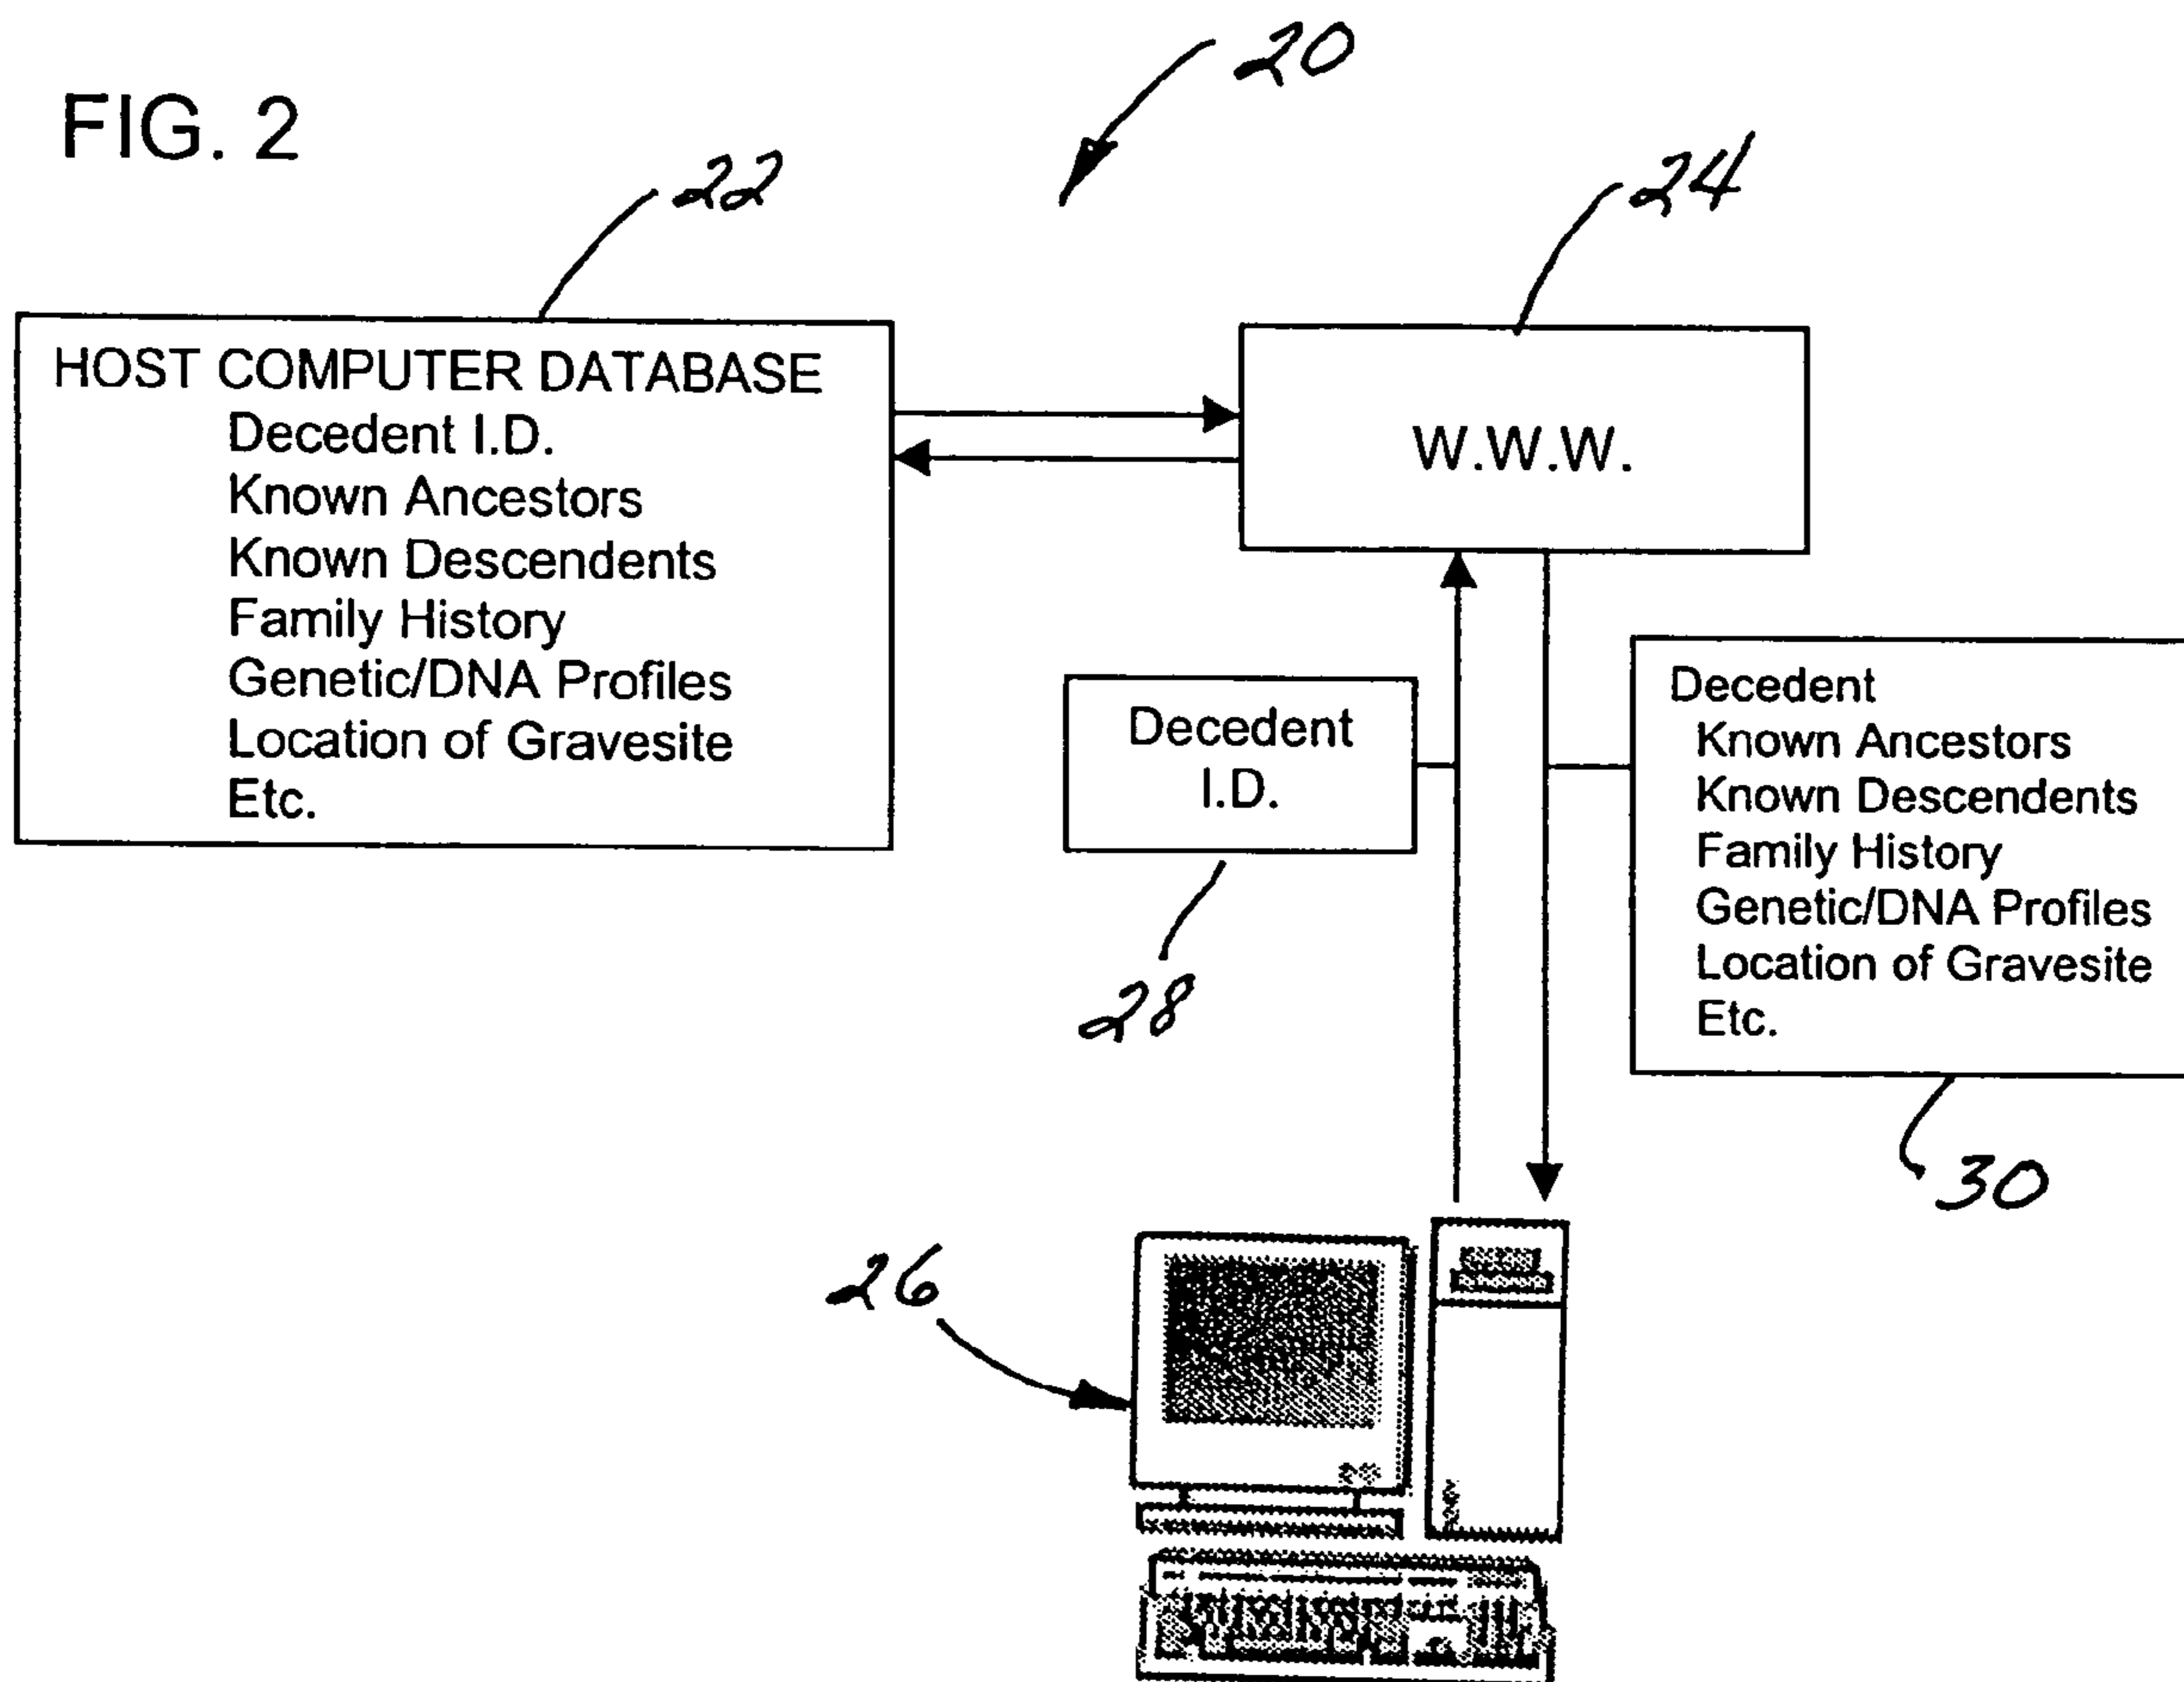 FIG. 2
20
22
24
HOST COMPUTER DATABASE
Decedent I.D.
Known Ancestors
Known Descendents
Family History
Genetic/DNA Profiles
Location of Gravesite
Etc.
W.W.W.
Decedent
I.D.
28
Decedent
Known Ancestors
Known Descendents
Family History
Genetic/DNA Profiles
Location of Gravesite
Etc.
30
26